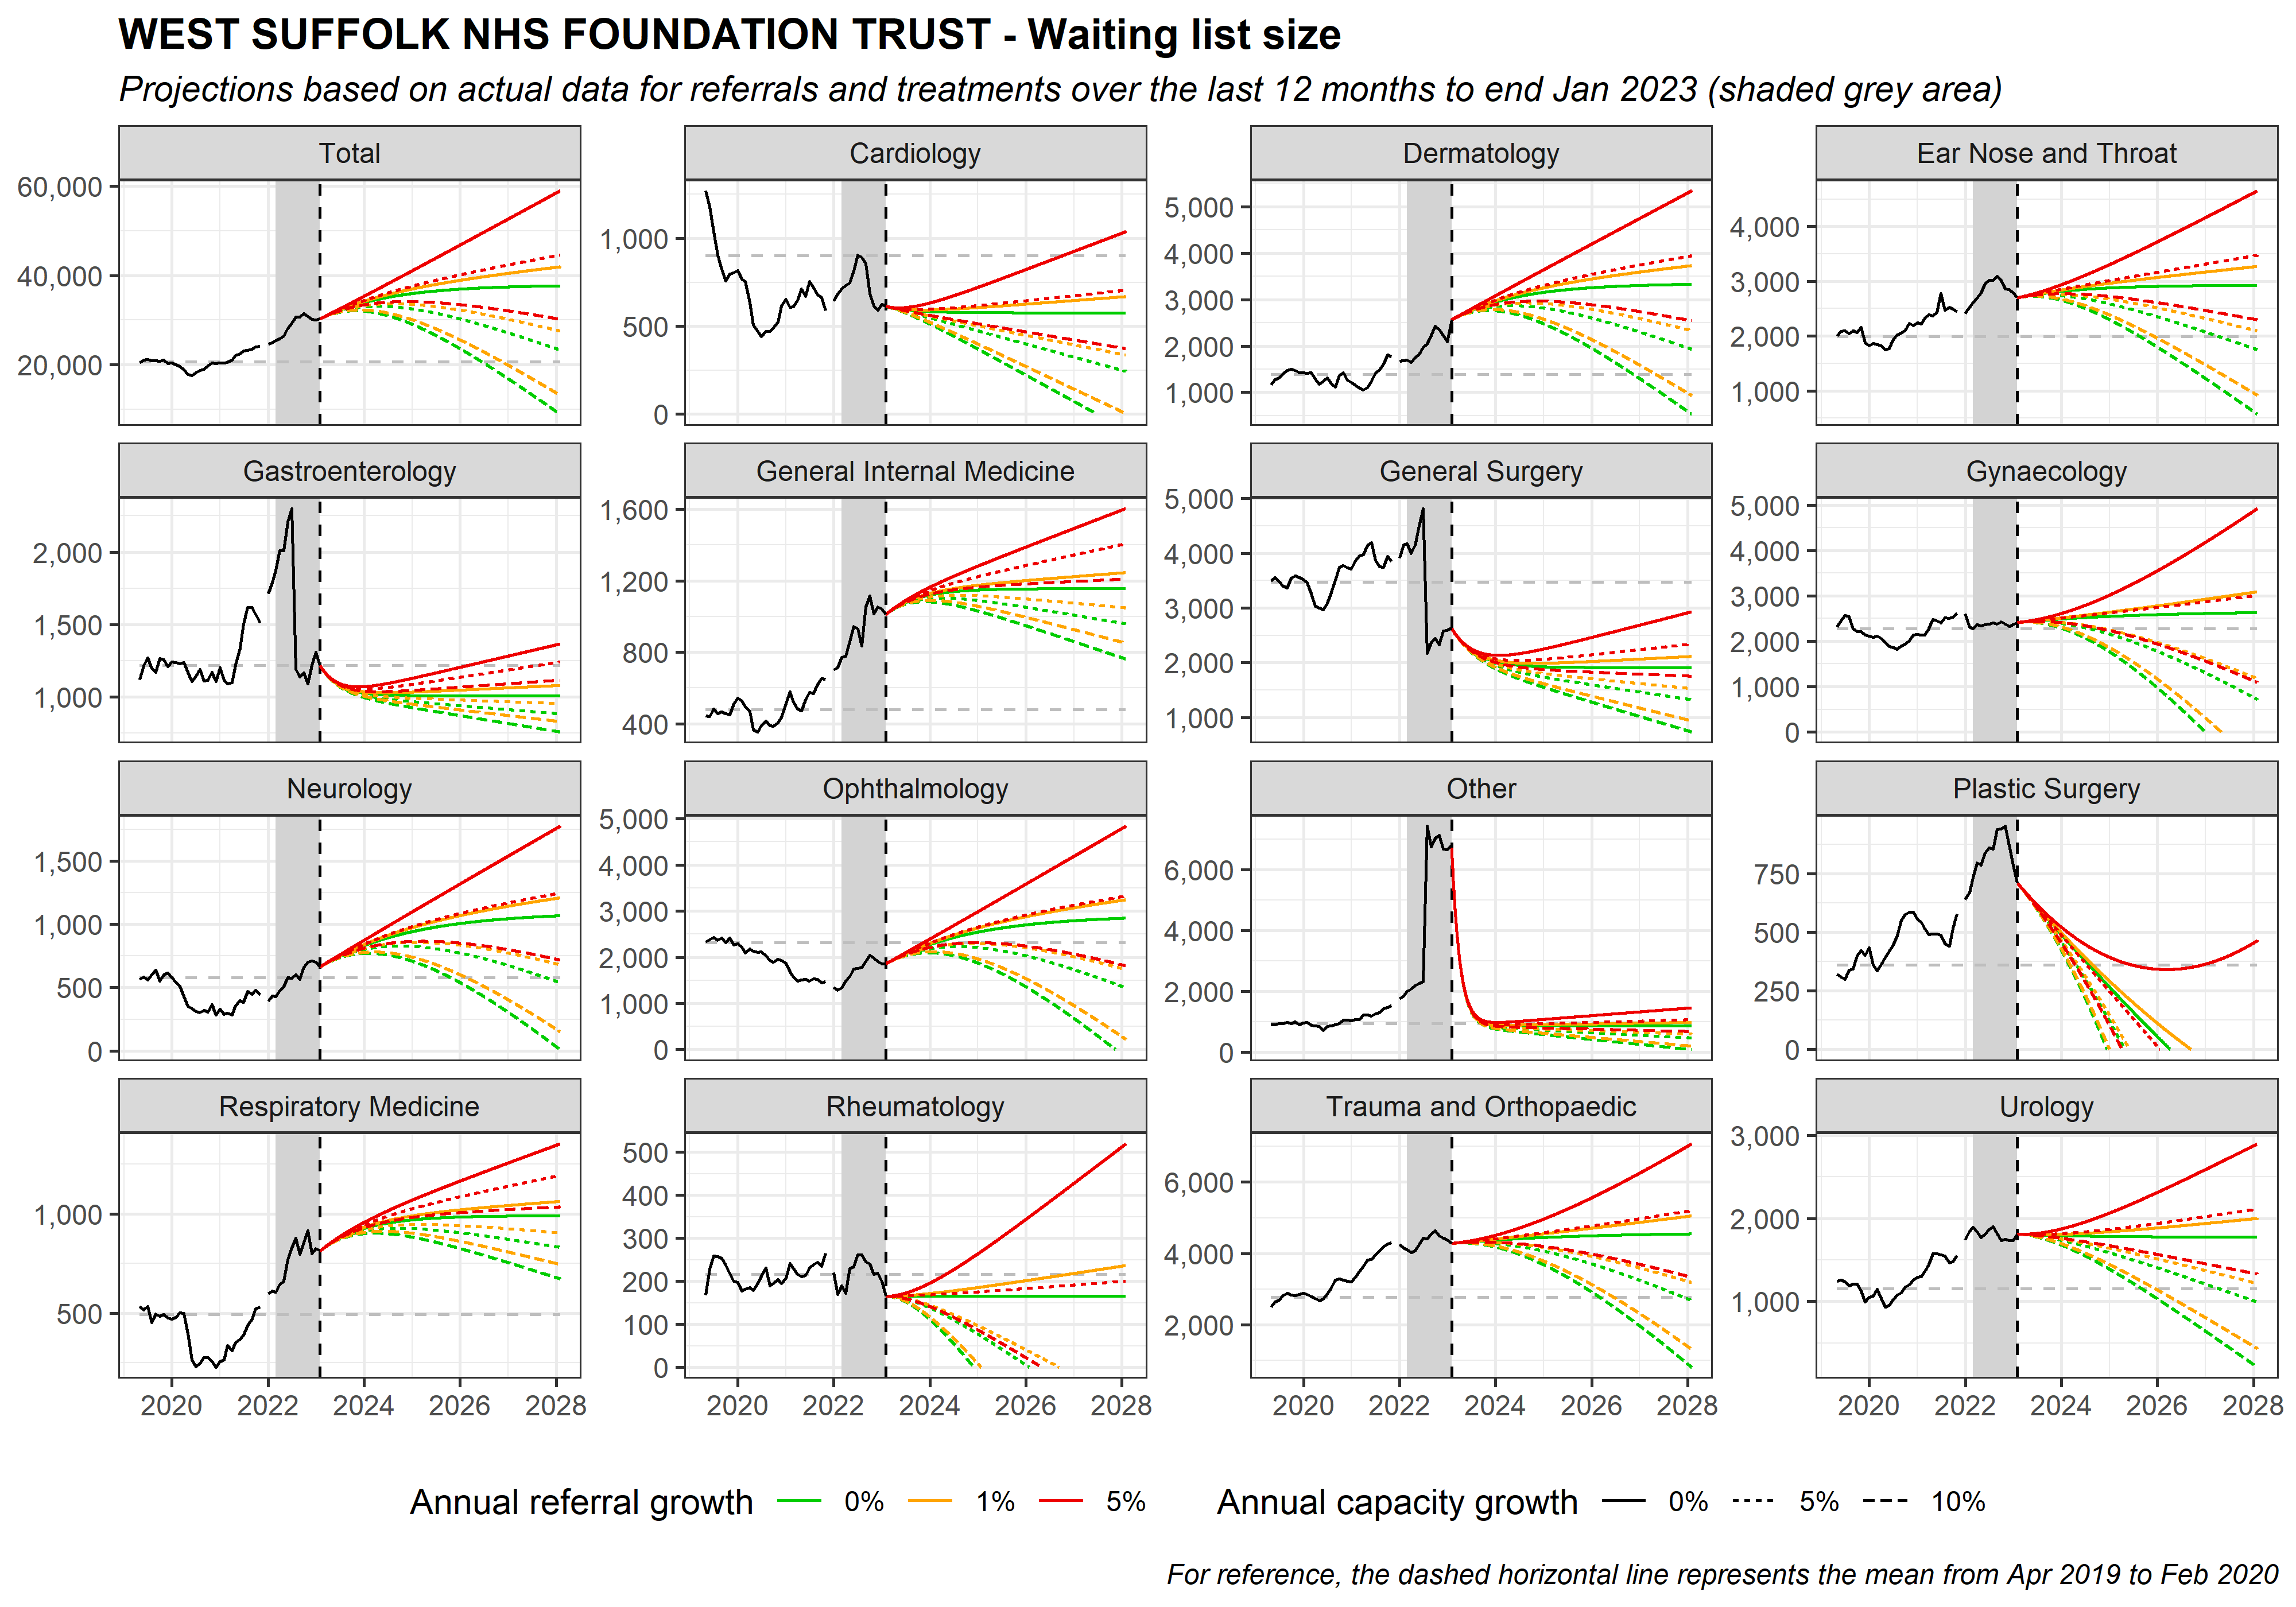 WEST SUFFOLK NHS FOUNDATION TRUST - Waiting list size
Projections based on actual data for referrals and treatments over the last 12 months to end Jan 2023 (shaded grey area)
Total
60,000
40,000
20,000
Cardiology
1,000
500
0
Dermatology
5,000
4,000
3,000
2,000
1,000
Ear Nose and Throat
4,000
3,000
2,000
1,000
Gastroenterology
2,000
1,500
1,000
General Internal Medicine
1,600
1,200
800
400
General Surgery
5,000
4,000
3,000
2,000
1,000
Gynaecology
5,000
4,000
3,000
2,000
1,000
0
Neurology
1,500
1,000
500
0
Ophthalmology
5,000
4,000
3,000
2,000
1,000
0
Other
6,000
4,000
2,000
0
Plastic Surgery
750
500
250
0
Respiratory Medicine
1,000
500
2020 2022 2024 2026 2028
Rheumatology
500
400
300
200
100
0
2020 2022 2024 2026 2028
Trauma and Orthopaedic
6,000
4,000
2,000
2020 2022 2024 2026 2028
Urology
3,000
2,000
1,000
2020 2022 2024 2026 2028
Annual referral growth 0% 1% 5%
Annual capacity growth 0% 5% 10%
For reference, the dashed horizontal line represents the mean from Apr 2019 to Feb 2020